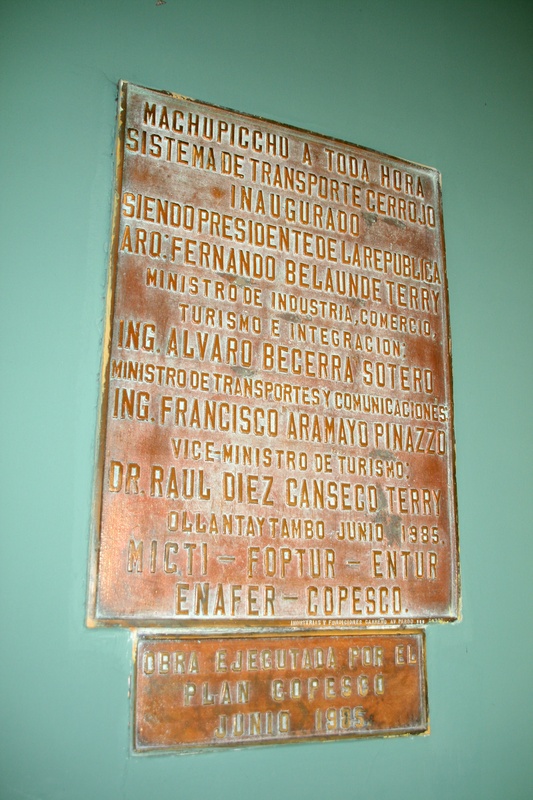 MACHUPICCHU A TODA HORA
SISTEMA DE TRANSPORTE CERROJO
INAUGURADO
SIENDO PRESIDENTE DE LA REPUBLICA
ARQ. FERNANDO BELAUNDE TERRY
MINISTRO DE INDUSTRIA, COMERCIO,
TURISMO E INTEGRACION:
ING. ALVARO BECERRA SOTERO
MINISTRO DE TRANSPORTES Y COMUNICACIONES
ING. FRANCISCO ARAMAYO PINAZZO
VICE-MINISTRO DE TURISMO:
DR. RAUL DIEZ CANSECO TERRY
OLLANTAYTAMBO JUNIO 1985.
MICTI - FOPTUR - ENTUR
ENAFER - COPESCO.
Y FUNDICIONES
OBRA EJECUTADA POR EL
PLAN COPESCO
JUNIO 1985.